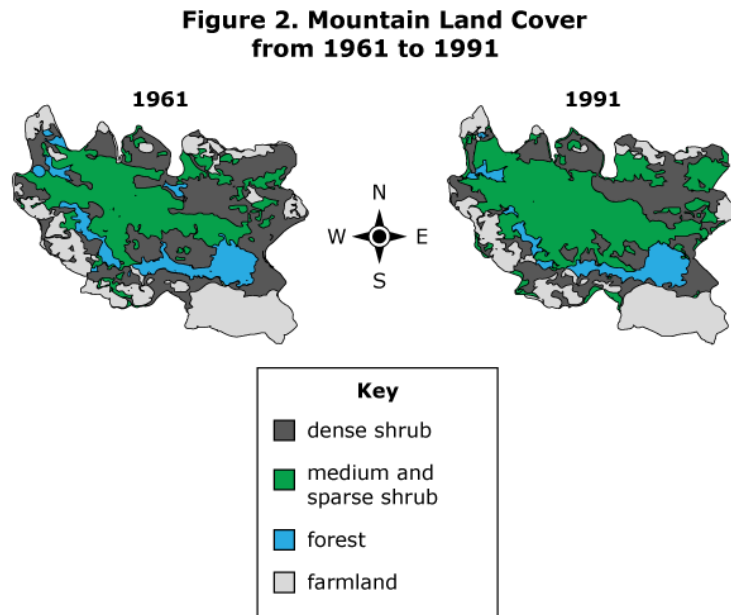 Figure 2. Mountain Land Cover
from 1961 to 1991
1961
1991
N
W
E
S
Key
dense shrub
medium and
sparse shrub
forest
farmland